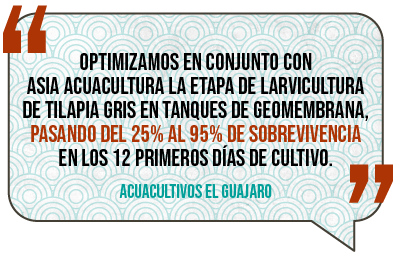 “
OPTIMIZAMOS EN CONJUNTO CON
ASIA ACUACULTURA LA ETAPA DE LARVICULTURA
DE TILAPIA GRIS EN TANQUES DE GEOMEMBRANA,
PASANDO DEL 25% AL 95% DE SOBREVIVENCIA
EN LOS 12 PRIMEROS DÍAS DE CULTIVO.
ACUACULTIVOS EL GUAJARO
”